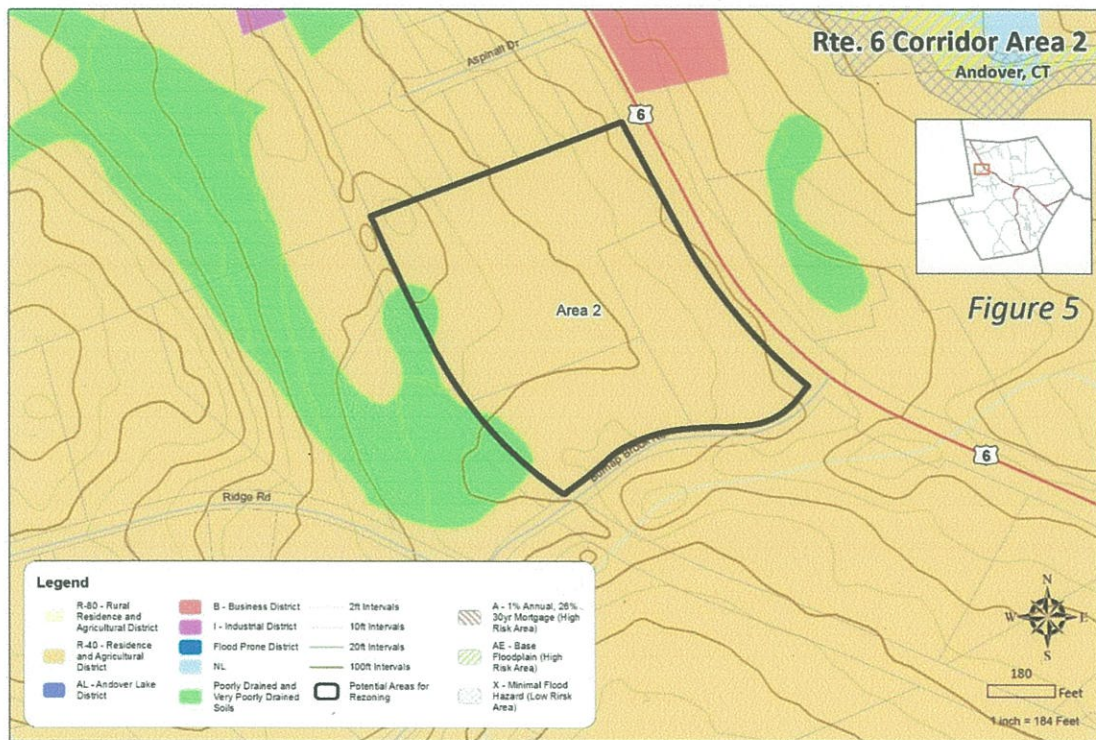 Rte. 6 Corridor Area 2
Andover, CT
Aspinall Dr
6
Figure 5
Area 2
6
Ridge Rd
Legend
R-80 - Rural
Residence and
Agricultural District
R-40 - Residence
and Agricultural
District
AL - Andover Lake
District
B - Business District
I - Industrial District
Flood Prone District
NL
Poorly Drained and
Very Poorly Drained
Soils
2ft Intervals
10ft Intervals
20ft Intervals
100ft Intervals
Potential Areas for
Rezoning
A - 1% Annual, 26%
30yr Mortgage (High
Risk Area)
AE - Base
Floodplain (High
Risk Area)
X - Minimal Flood
Hazard (Low Rirsk
Area)
N
W
E
S
180
Feet
1 inch = 184 Feet